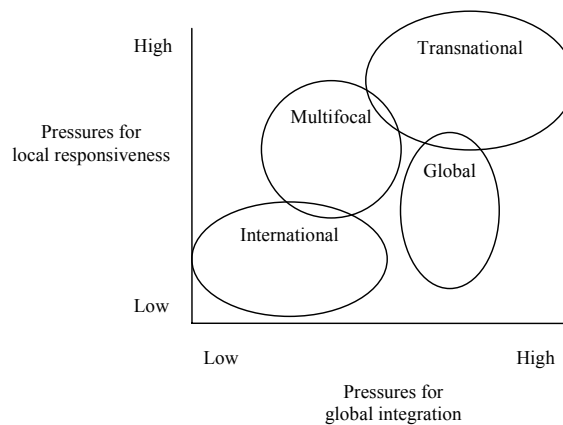 High
Transnational
Multifocal
Pressures for
local responsiveness
Global
International
Low
Low
High
Pressures for
global integration